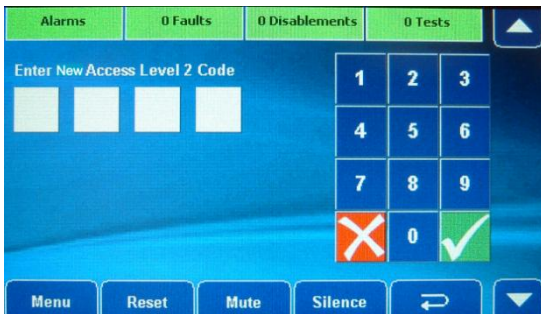 Alarms 0 Faults 0 Disablements 0 Tests
Enter New Access Level 2 Code
1 2 3
4 5 6
7 8 9
0
Menu Reset Mute Silence